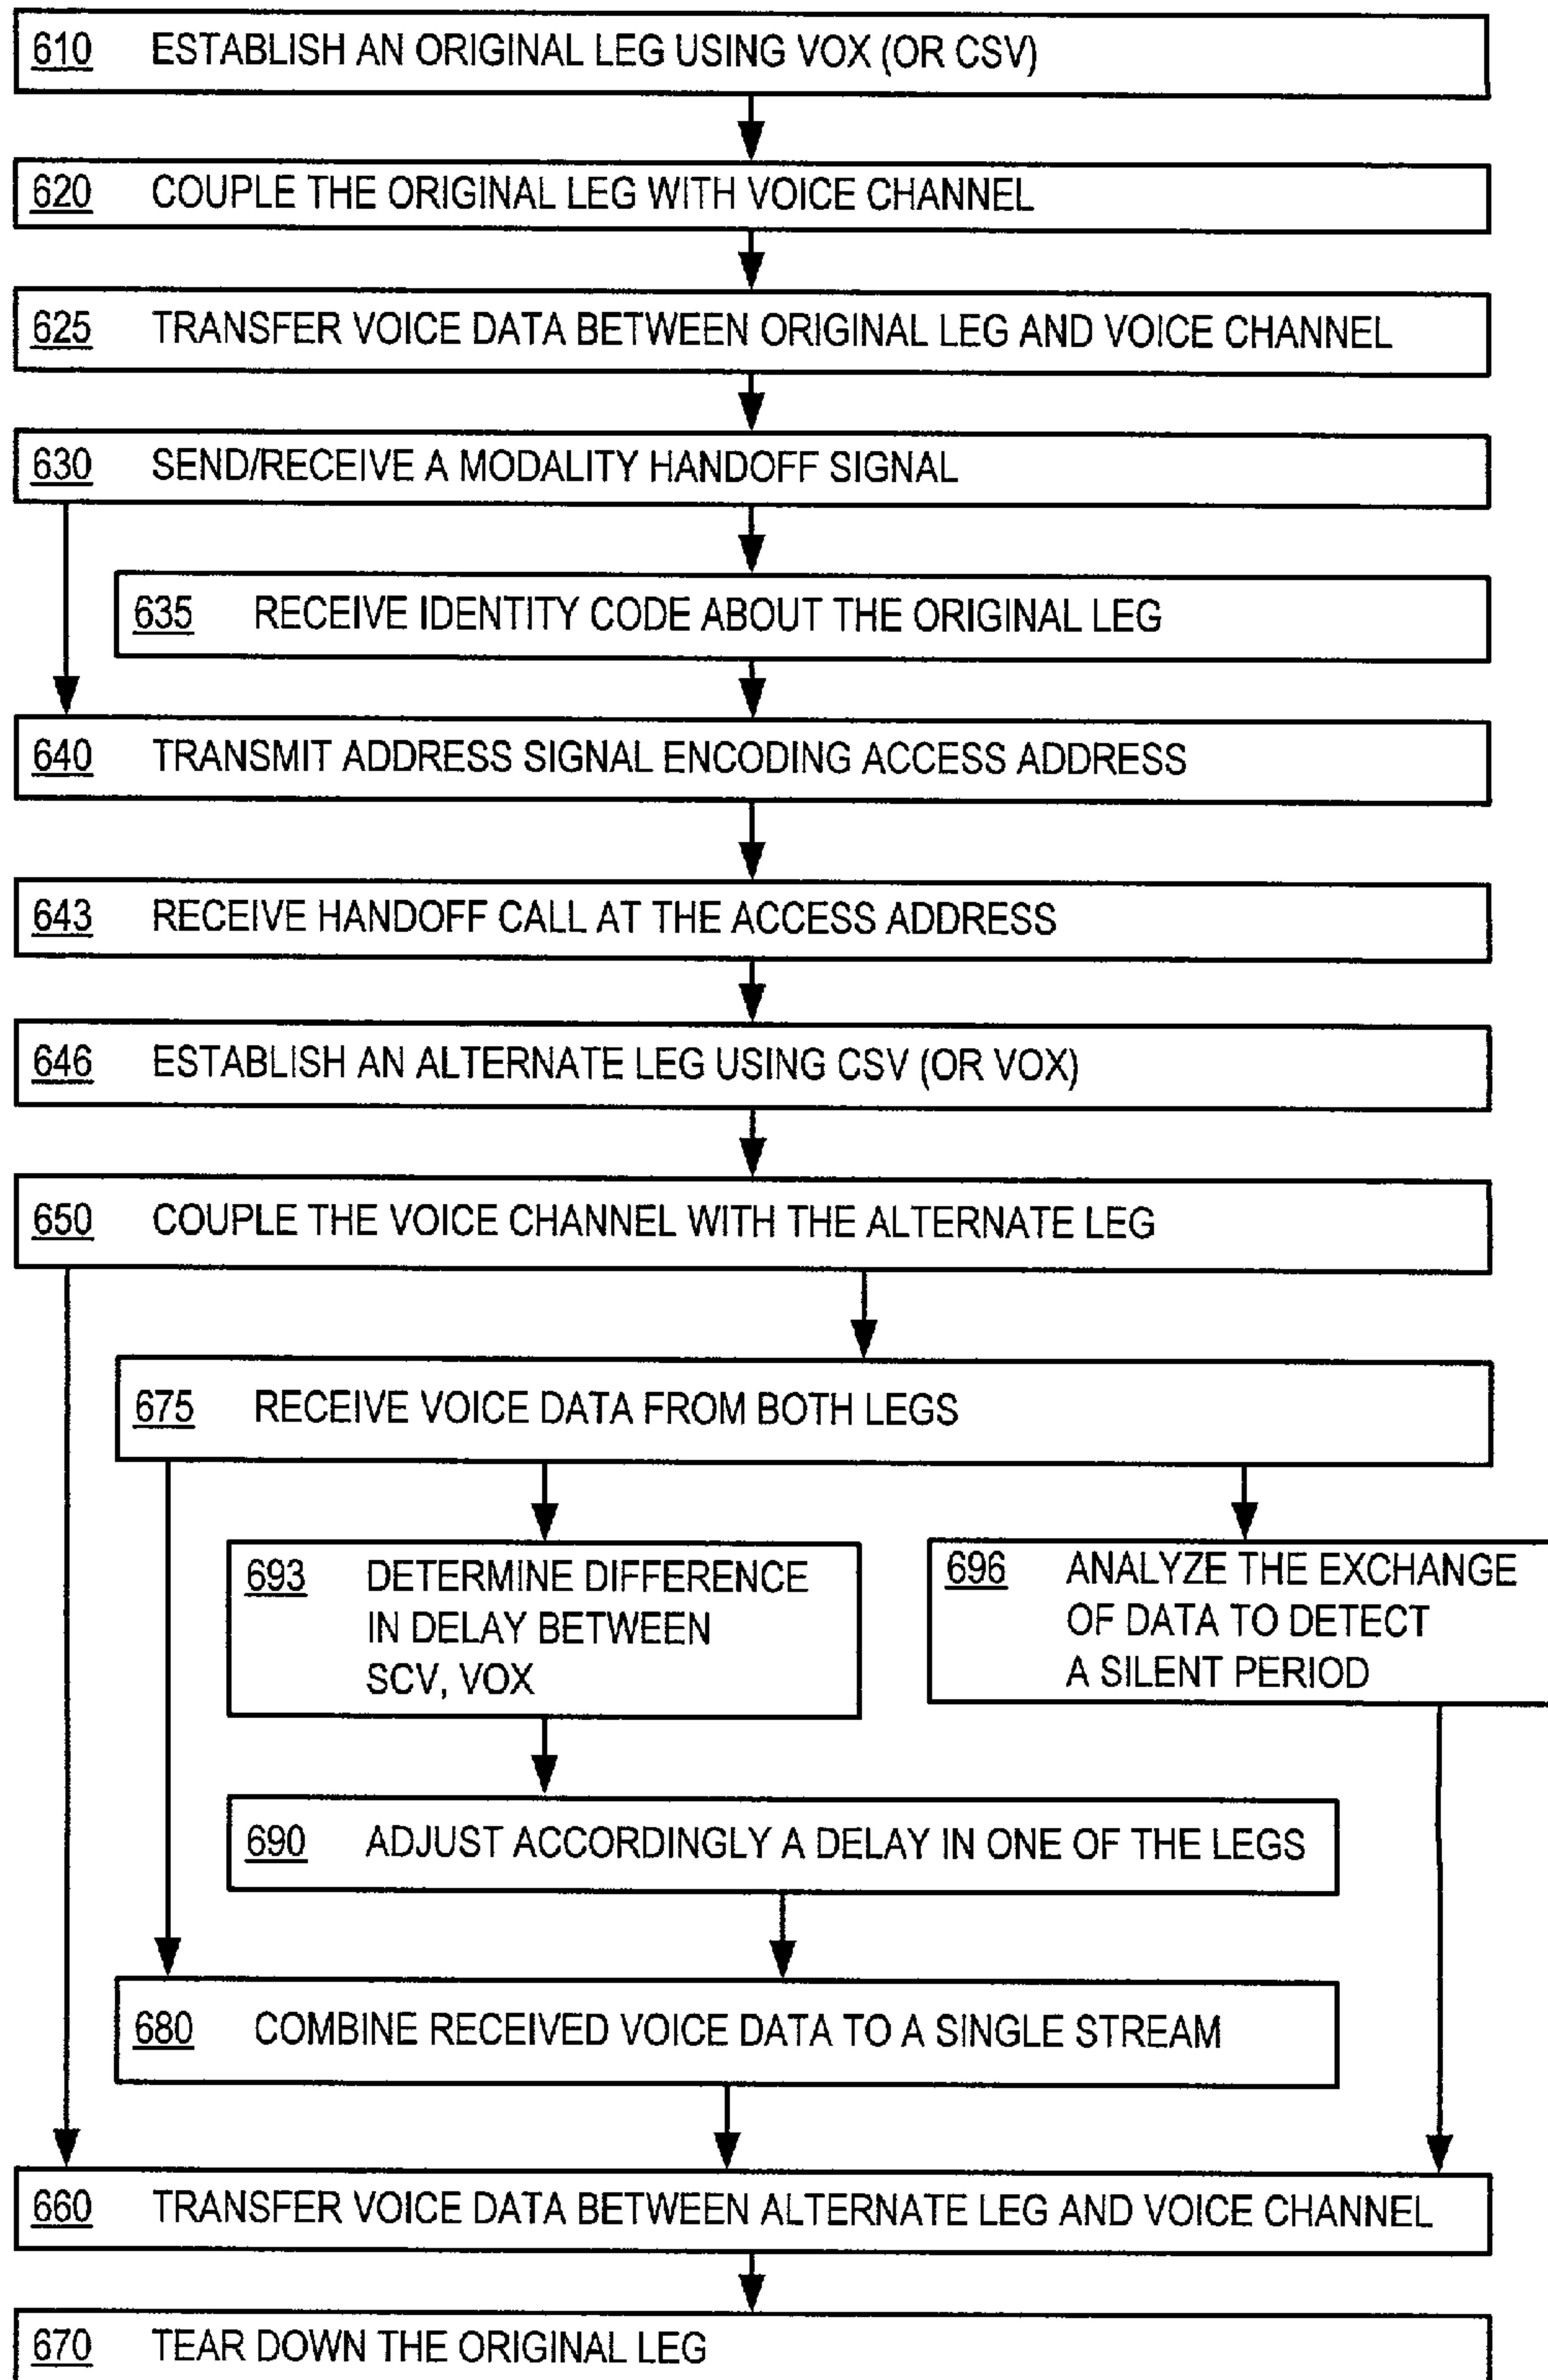 610 ESTABLISH AN ORIGINAL LEG USING VOX (OR CSV)
620 COUPLE THE ORIGINAL LEG WITH VOICE CHANNEL
625 TRANSFER VOICE DATA BETWEEN ORIGINAL LEG AND VOICE CHANNEL
630 SEND/RECEIVE A MODALITY HANDOFF SIGNAL
635 RECEIVE IDENTITY CODE ABOUT THE ORIGINAL LEG
640 TRANSMIT ADDRESS SIGNAL ENCODING ACCESS ADDRESS
643 RECEIVE HANDOFF CALL AT THE ACCESS ADDRESS
646 ESTABLISH AN ALTERNATE LEG USING CSV (OR VOX)
650 COUPLE THE VOICE CHANNEL WITH THE ALTERNATE LEG
675 RECEIVE VOICE DATA FROM BOTH LEGS
693 DETERMINE DIFFERENCE
IN DELAY BETWEEN
SCV, VOX
696 ANALYZE THE EXCHANGE
OF DATA TO DETECT
A SILENT PERIOD
690 ADJUST ACCORDINGLY A DELAY IN ONE OF THE LEGS
680 COMBINE RECEIVED VOICE DATA TO A SINGLE STREAM
660 TRANSFER VOICE DATA BETWEEN ALTERNATE LEG AND VOICE CHANNEL
670 TEAR DOWN THE ORIGINAL LEG